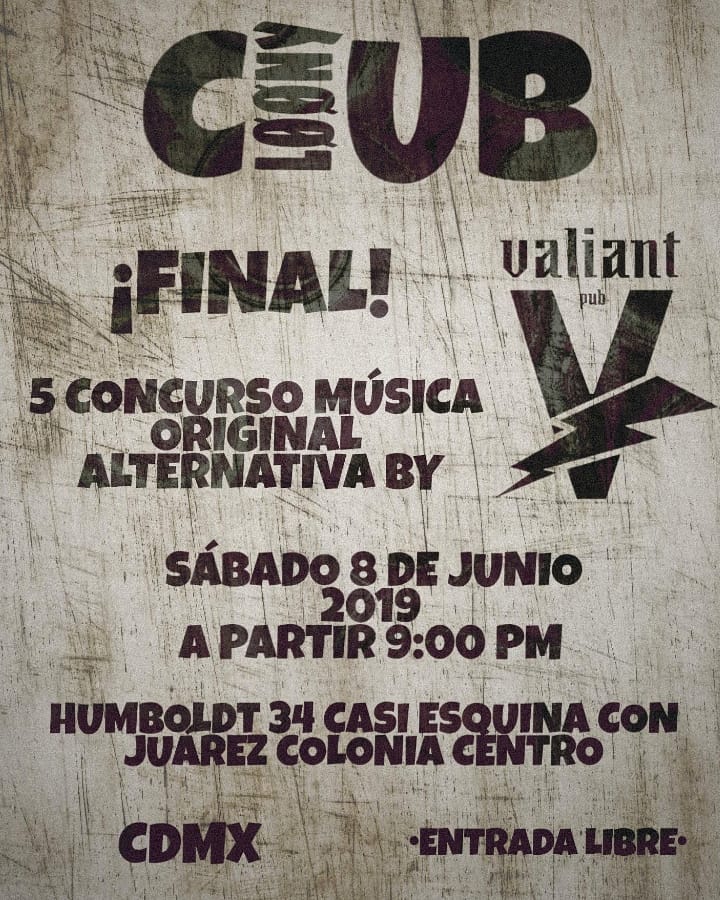 CLUB
LOONY
¡FINAL!
valiant
pub
V
5 CONCURSO MÚSICA
ORIGINAL
ALTERNATIVA BY
SÁBADO 8 DE JUNIO
2019
A PARTIR 9:00 PM
HUMBOLDT 34 CASI ESQUINA CON
JUÁREZ COLONIA CENTRO
CDMX
·ENTRADA LIBRE·